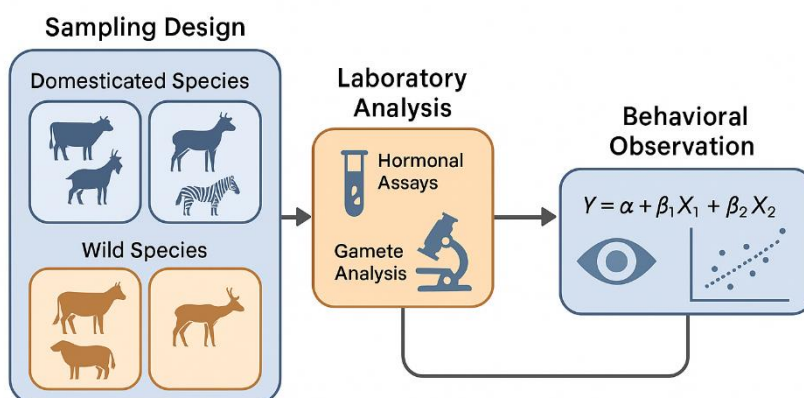 Sampling Design
Domesticated Species
Wild Species
Laboratory
Analysis
Hormonal
Assays
Gamete
Analysis
Behavioral
Observation
Y = α + β₁X₁ + β₂X₂